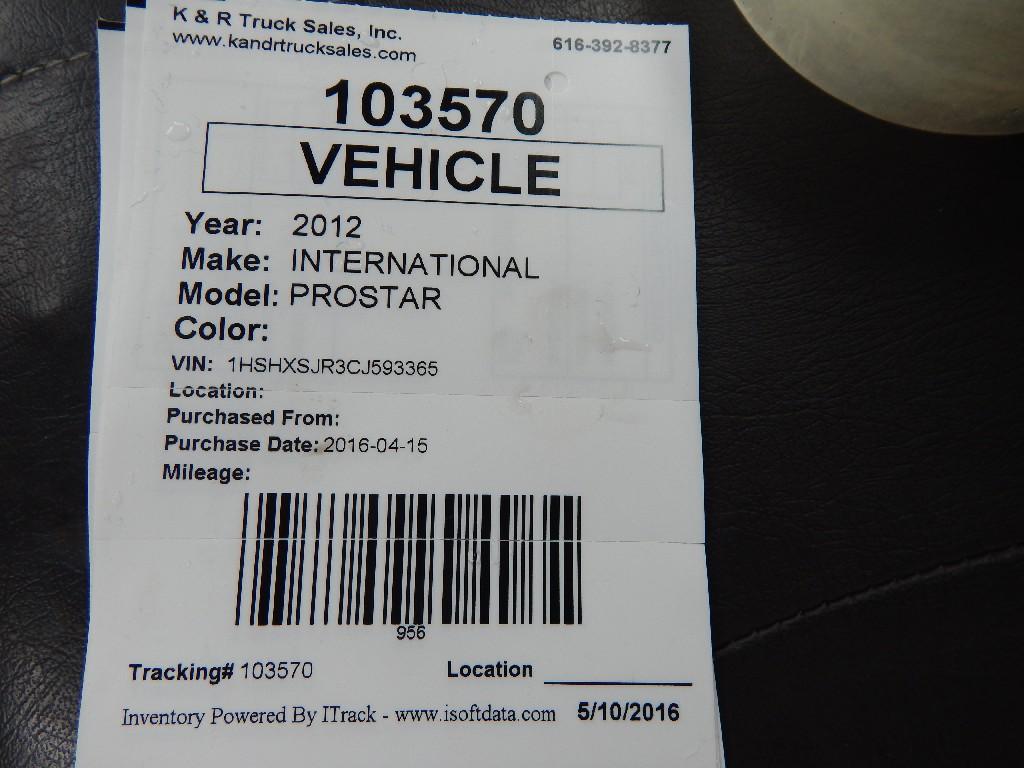 K & R Truck Sales, Inc.
www.kandrtrucksales.com
616-392-8377
103570
VEHICLE
Year: 2012
Make: INTERNATIONAL
Model: PROSTAR
Color:
VIN: 1HSHXSJR3CJ593365
Location:
Purchased From:
Purchase Date: 2016-04-15
Mileage:
956
Tracking# 103570 Location
Inventory Powered By ITrack - www.isoftdata.com 5/10/2016